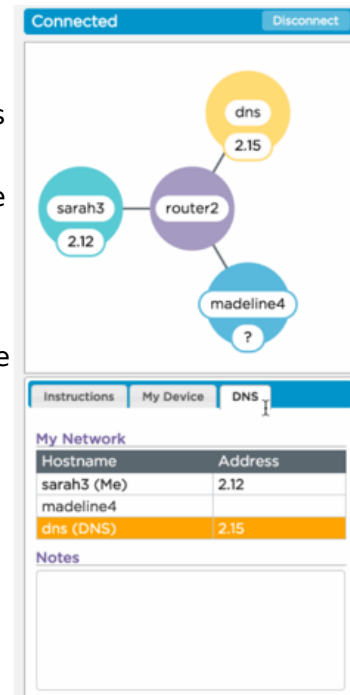 Connected Disconnect
dns
2.15
sarah3 router2
2.12
madeline4
?
Instructions My Device DNS
My Network
Hostname Address
sarah3 (Me) 2.12
madeline4
dns (DNS) 2.15
Notes